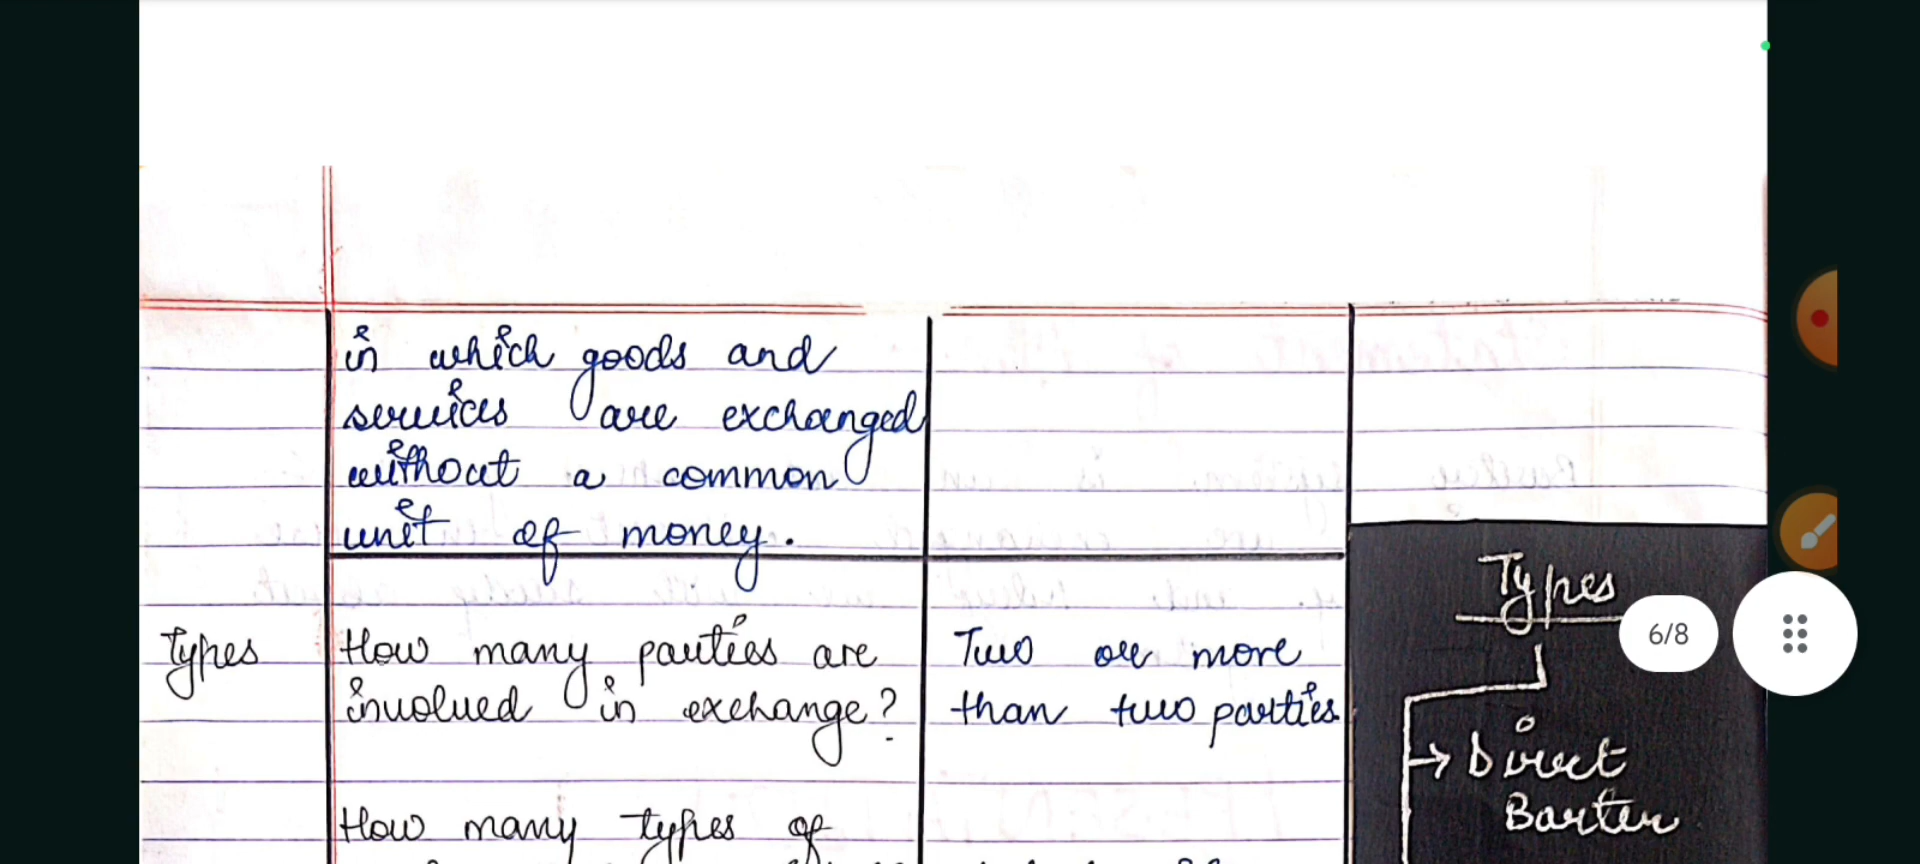 in which goods and
services are exchanged
without a common
unit of money.
Types
How many parties are
involved in exchange?
Two or more
than two parties.
How many types of
Types
→ Direct
Barter
6/8